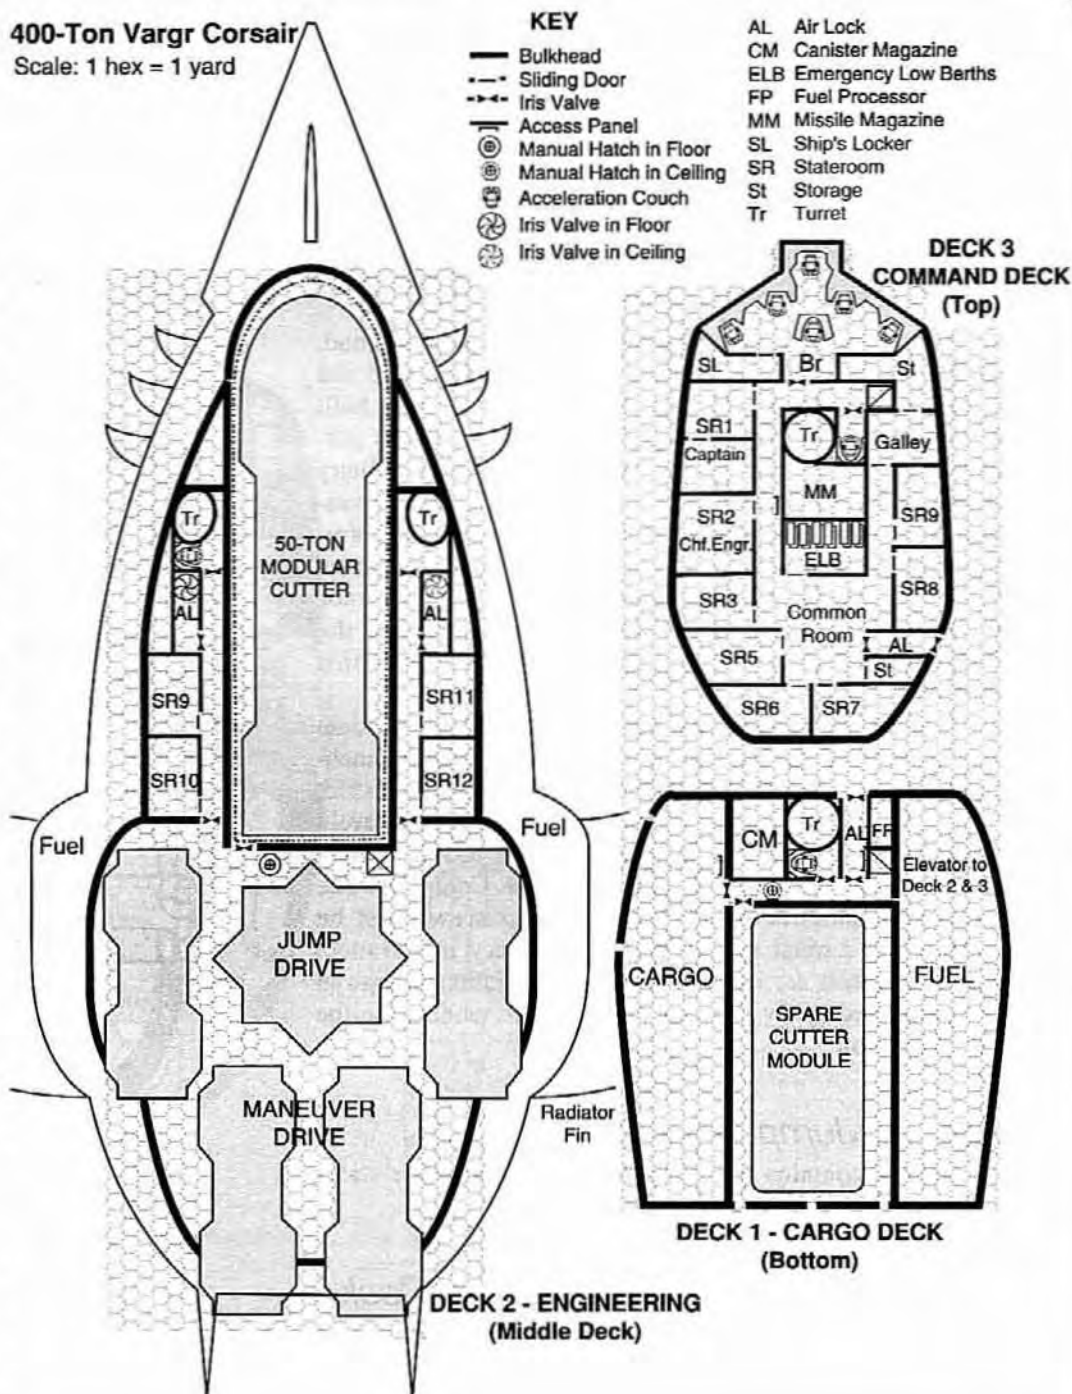 400-Ton Vargr Corsair
Scale: 1 hex = 1 yard
KEY
Bulkhead
Sliding Door
Iris Valve
Access Panel
Manual Hatch in Floor
Manual Hatch in Ceiling
Acceleration Couch
Iris Valve in Floor
Iris Valve in Ceiling
AL Air Lock
CM Canister Magazine
ELB Emergency Low Berths
FP Fuel Processor
MM Missile Magazine
SL Ship's Locker
SR Stateroom
St Storage
Tr Turret
DECK 3
COMMAND DECK
(Top)
SL
Br
St
SR1
Captain
Tr
Galley
MM
SR2
Chf.Engr.
SR9
ELB
SR3
SR8
Common
Room
AL
SR5
St
SR6
SR7
Tr
Tr
50-TON
MODULAR
CUTTER
AL
AL
SR9
SR11
SR10
SR12
Fuel
Fuel
JUMP
DRIVE
MANEUVER
DRIVE
Radiator
Fin
DECK 2 - ENGINEERING
(Middle Deck)
CM
Tr
AL
FP
Elevator to
Deck 2 & 3
CARGO
FUEL
SPARE
CUTTER
MODULE
DECK 1 - CARGO DECK
(Bottom)